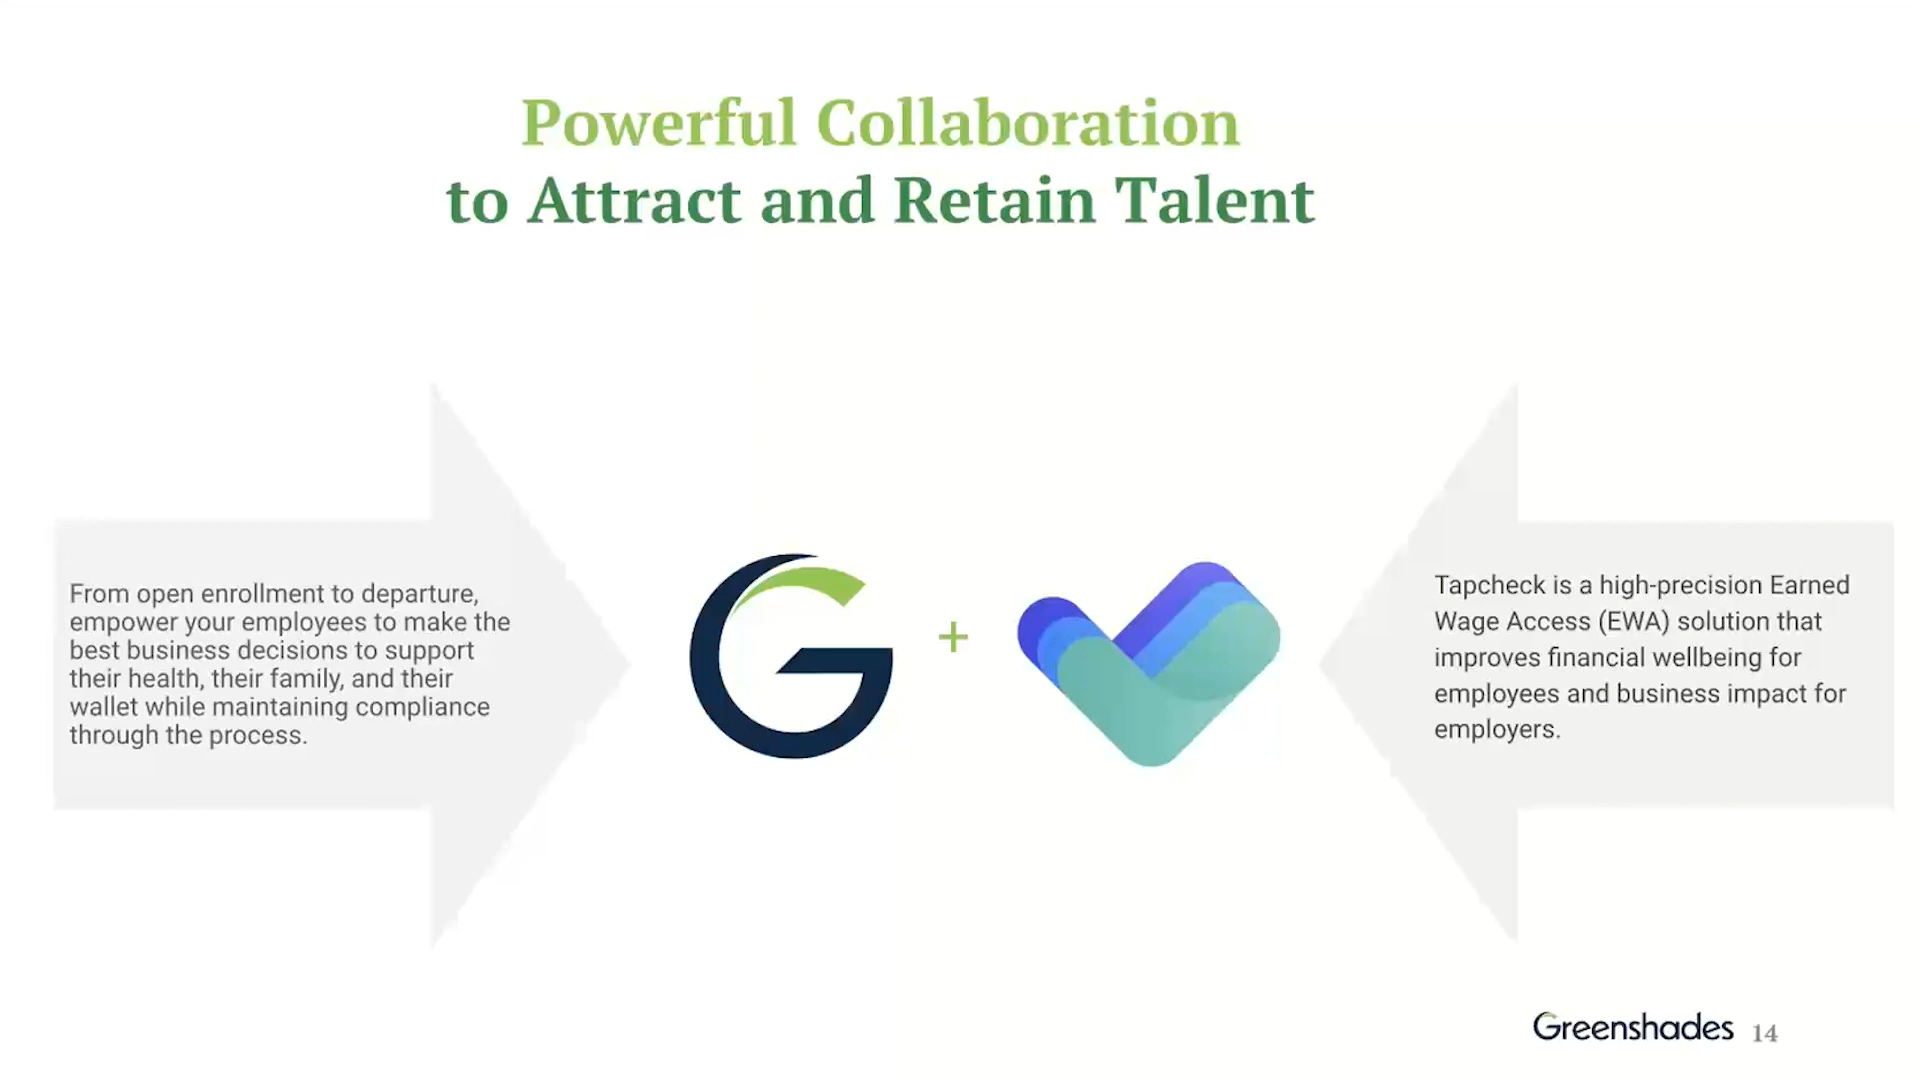 Powerful Collaboration
to Attract and Retain Talent
From open enrollment to departure,
empower your employees to make the
best business decisions to support
their health, their family, and their
wallet while maintaining compliance
through the process.
G
+
Tapcheck is a high-precision Earned
Wage Access (EWA) solution that
improves financial wellbeing for
employees and business impact for
employers.
Greenshades 14